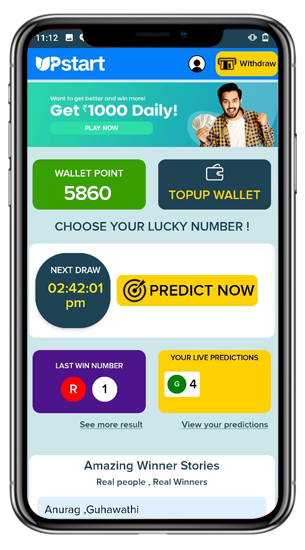 11:12
UPstart
Withdraw
Want to get better and win more!
Get ₹1000 Daily!
PLAY NOW
WALLET POINT
5860
TOPUP WALLET
CHOOSE YOUR LUCKY NUMBER !
NEXT DRAW
02:42:01
pm
PREDICT NOW
LAST WIN NUMBER
R 1
YOUR LIVE PREDICTIONS
G 4
See more result
View your predictions
Amazing Winner Stories
Real people , Real Winners
Anurag ,Guhawathi